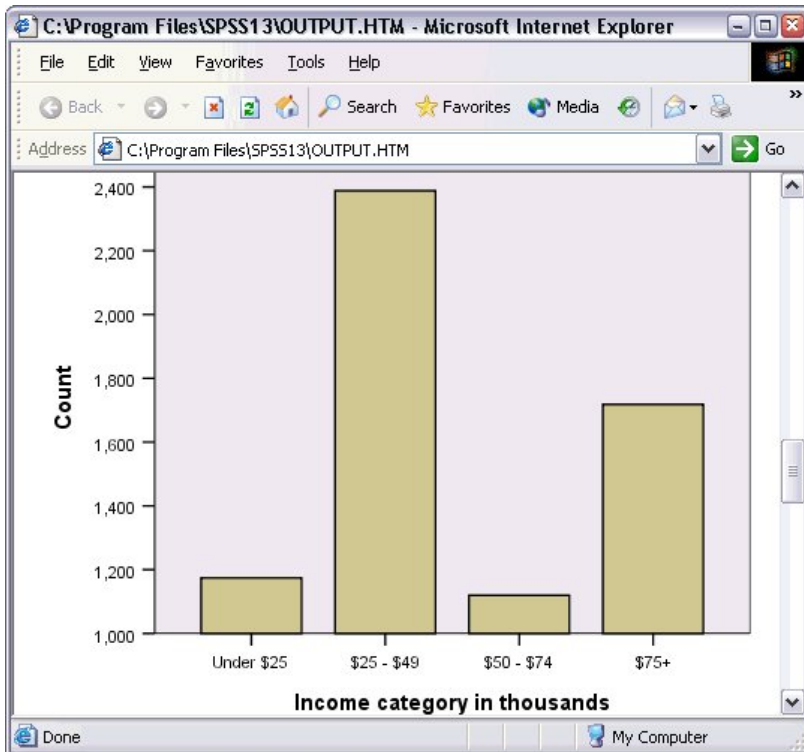 C:\Program Files\SPSS13\OUTPUT.HTM - Microsoft Internet Explorer
File Edit View Favorites Tools Help
Back Search Favorites Media »
Address C:\Program Files\SPSS13\OUTPUT.HTM Go
2,400
2,200
2,000
1,800
1,600
1,400
1,200
1,000
Count
Under $25 $25 - $49 $50 - $74 $75+
Income category in thousands
Done My Computer